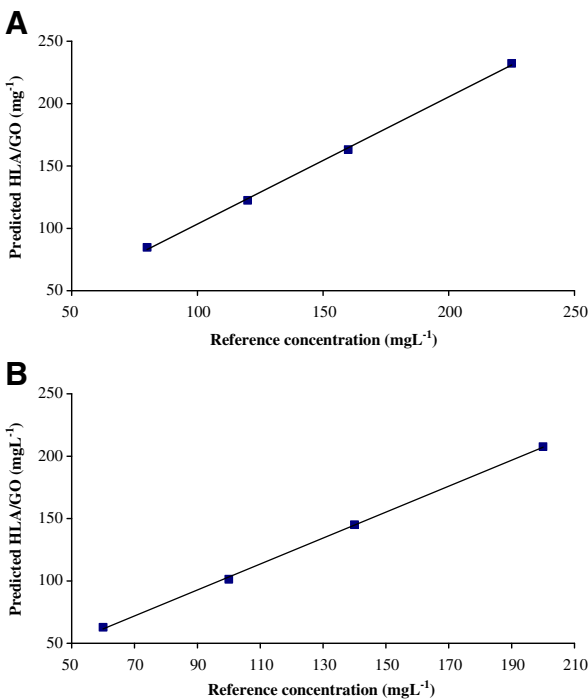 A
250
200
150
100
50
Predicted HLA/GO (mg⁻¹)
50 100 150 200 250
Reference concentration (mgL⁻¹)
B
250
200
150
100
50
Predicted HLA/GO (mgL⁻¹)
50 70 90 110 130 150 170 190 210
Reference concentration (mgL⁻¹)